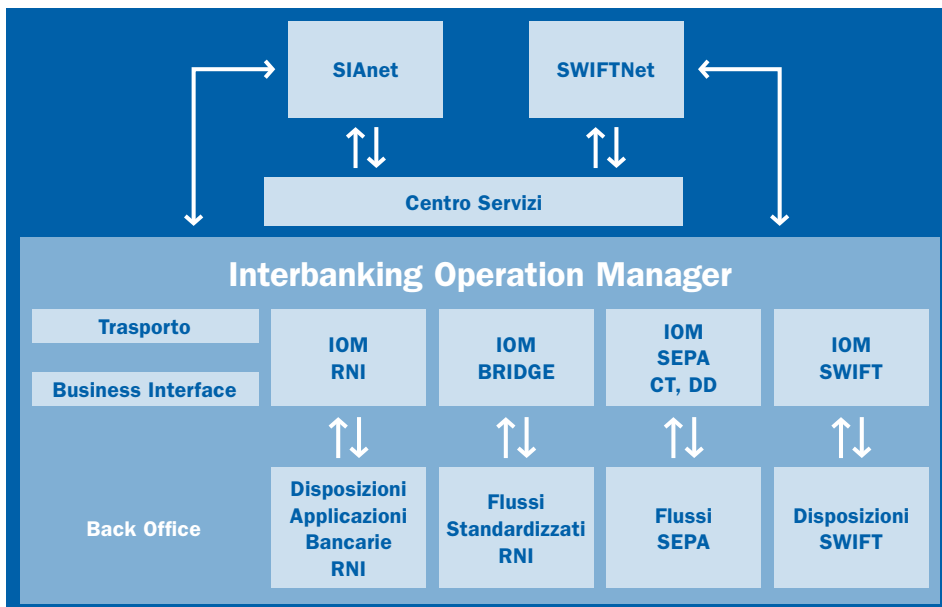 SIAnet
SWIFTNet
Centro Servizi
Interbanking Operation Manager
Trasporto
Business Interface
IOM
RNI
IOM
BRIDGE
IOM
SEPA
CT, DD
IOM
SWIFT
Back Office
Disposizioni
Applicazioni
Bancarie
RNI
Flussi
Standardizzati
RNI
Flussi
SEPA
Disposizioni
SWIFT